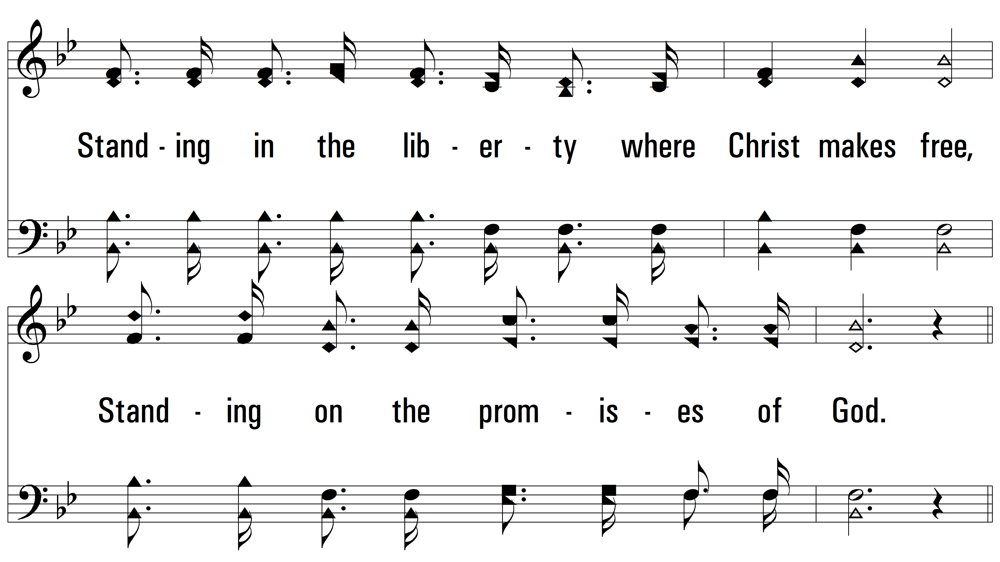 Stand - ing in the lib - er - ty where Christ makes free,
Stand - ing on the prom - is - es of God.